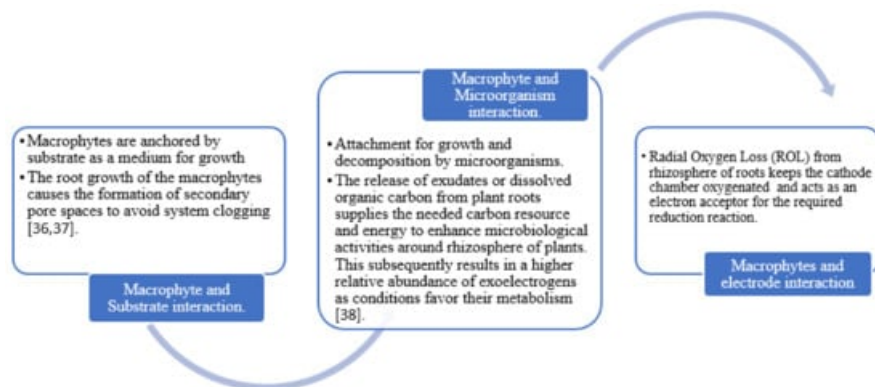 • Macrophytes are anchored by
substrate as a medium for growth
• The root growth of the macrophytes
causes the formation of secondary
pore spaces to avoid system clogging
[36,37].
Macrophyte and
Substrate interaction.
Macrophyte and
Microorganism
interaction.
• Attachment for growth and
decomposition by microorganisms.
• The release of exudates or dissolved
organic carbon from plant roots
supplies the needed carbon resource
and energy to enhance microbiological
activities around rhizosphere of plants.
This subsequently results in a higher
relative abundance of exoelectrogens
as conditions favor their metabolism
[38].
• Radial Oxygen Loss (ROL) from
rhizosphere of roots keeps the cathode
chamber oxygenated and acts as an
electron acceptor for the required
reduction reaction.
Macrophytes and
electrode interaction